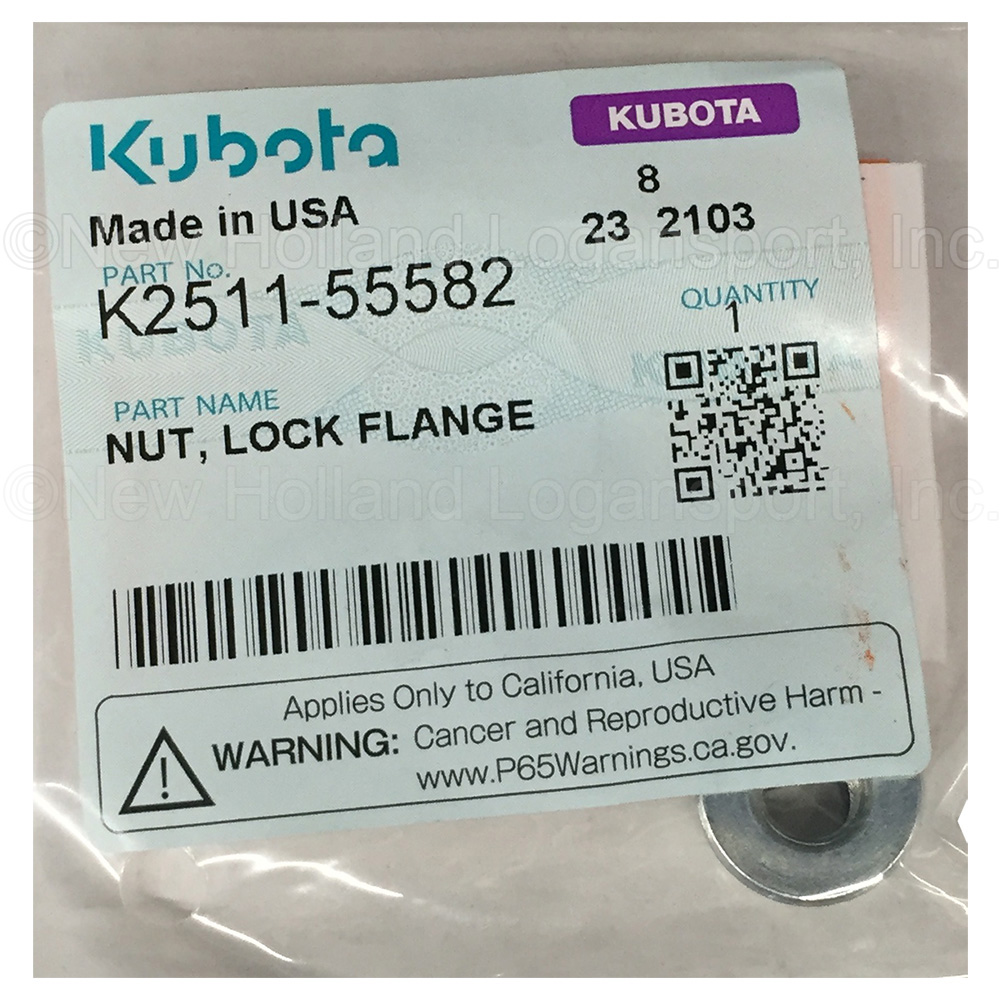 Kubota
KUBOTA
Made in USA
8
23 2103
PART No.
K2511-55582
QUANTITY
1
PART NAME
NUT, LOCK FLANGE
Applies Only to California, USA
WARNING: Cancer and Reproductive Harm -
www.P65Warnings.ca.gov.
©New Holland Logansport, Inc.
©New Holland Logansport, Inc.